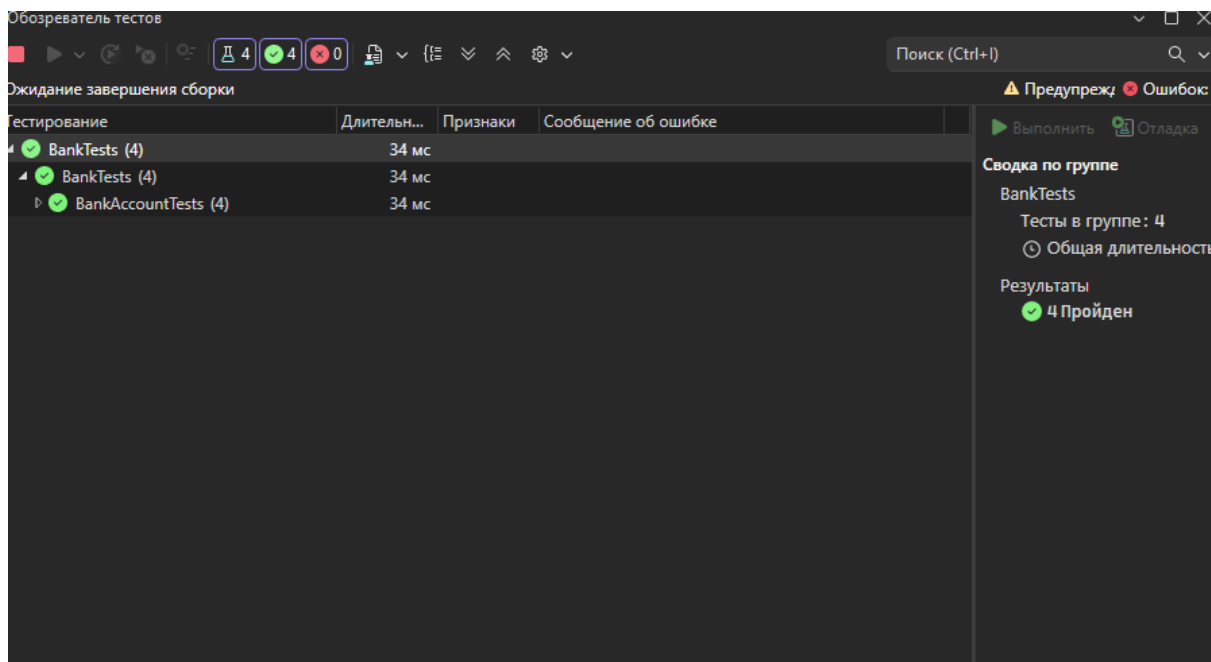 Обозреватель тестов
4 4 0 Поиск (Ctrl+I)
Ожидание завершения сборки Предупреж Ошибок:
Тестирование Длительн... Признаки Сообщение об ошибке
Выполнить Отладка
BankTests (4) 34 мс
BankTests (4) 34 мс
BankAccountTests (4) 34 мс
Сводка по группе
BankTests
Тесты в группе: 4
Общая длительность
Результаты
4 Пройден